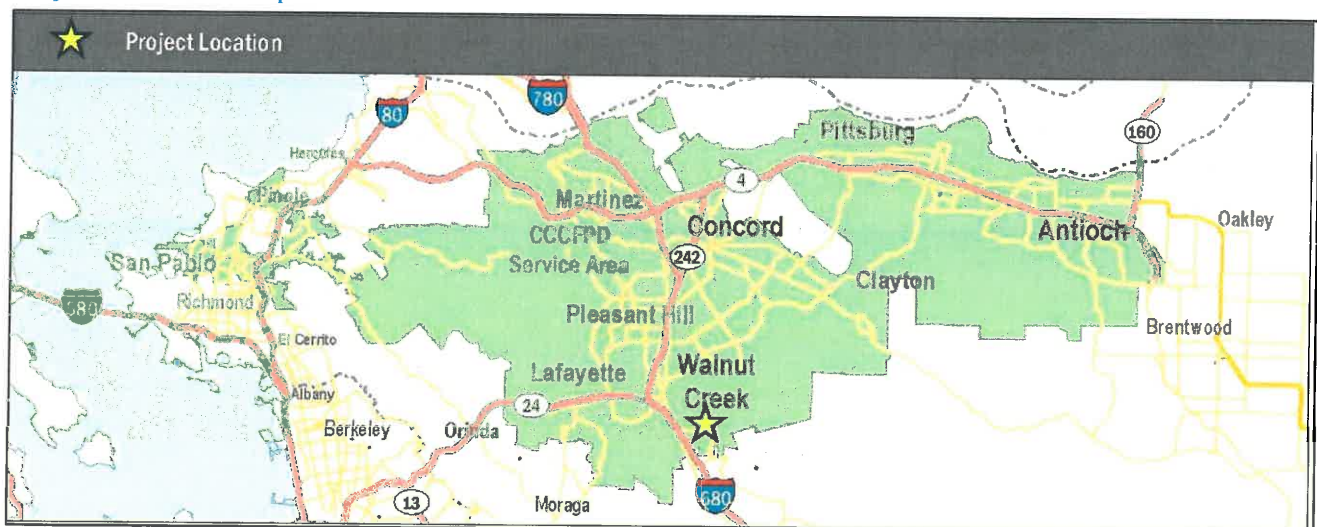 Project Location
780
80
160
Pittsburg
Hercules
4
Martinez
Pinole
Concord
Antioch
Oakley
CCCFPD
Service Area
San Pablo
242
Clayton
Richmond
580
Pleasant Hill
Brentwood
El Cerrito
Walnut
Creek
Lafayette
Albany
24
Berkeley
Orinda
680
13
Moraga